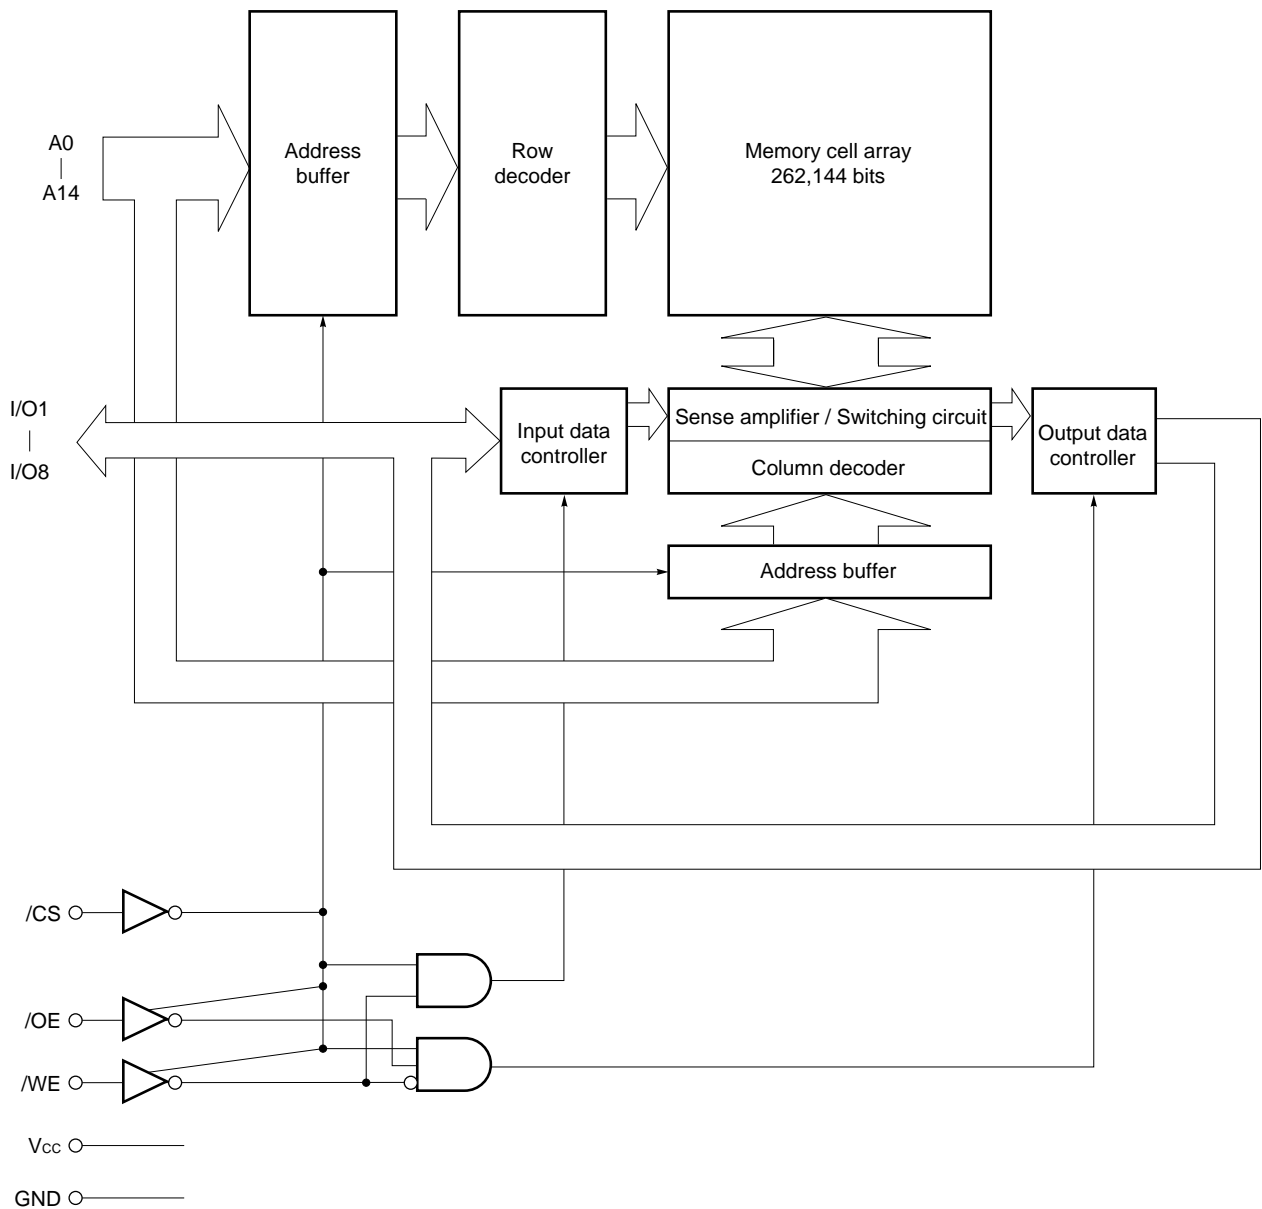 A0
A14
Address
buffer
Row
decoder
Memory cell array
262,144 bits
I/O1
I/O8
Input data
controller
Sense amplifier / Switching circuit
Column decoder
Output data
controller
Address buffer
/CS
/OE
/WE
VCC
GND